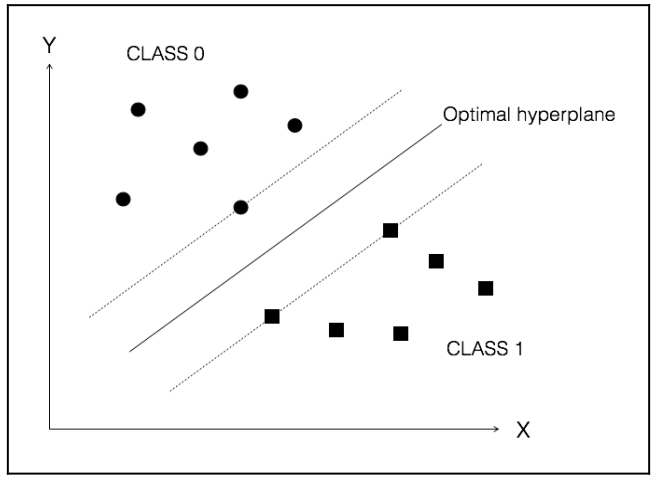 Y
CLASS 0
Optimal hyperplane
CLASS 1
X